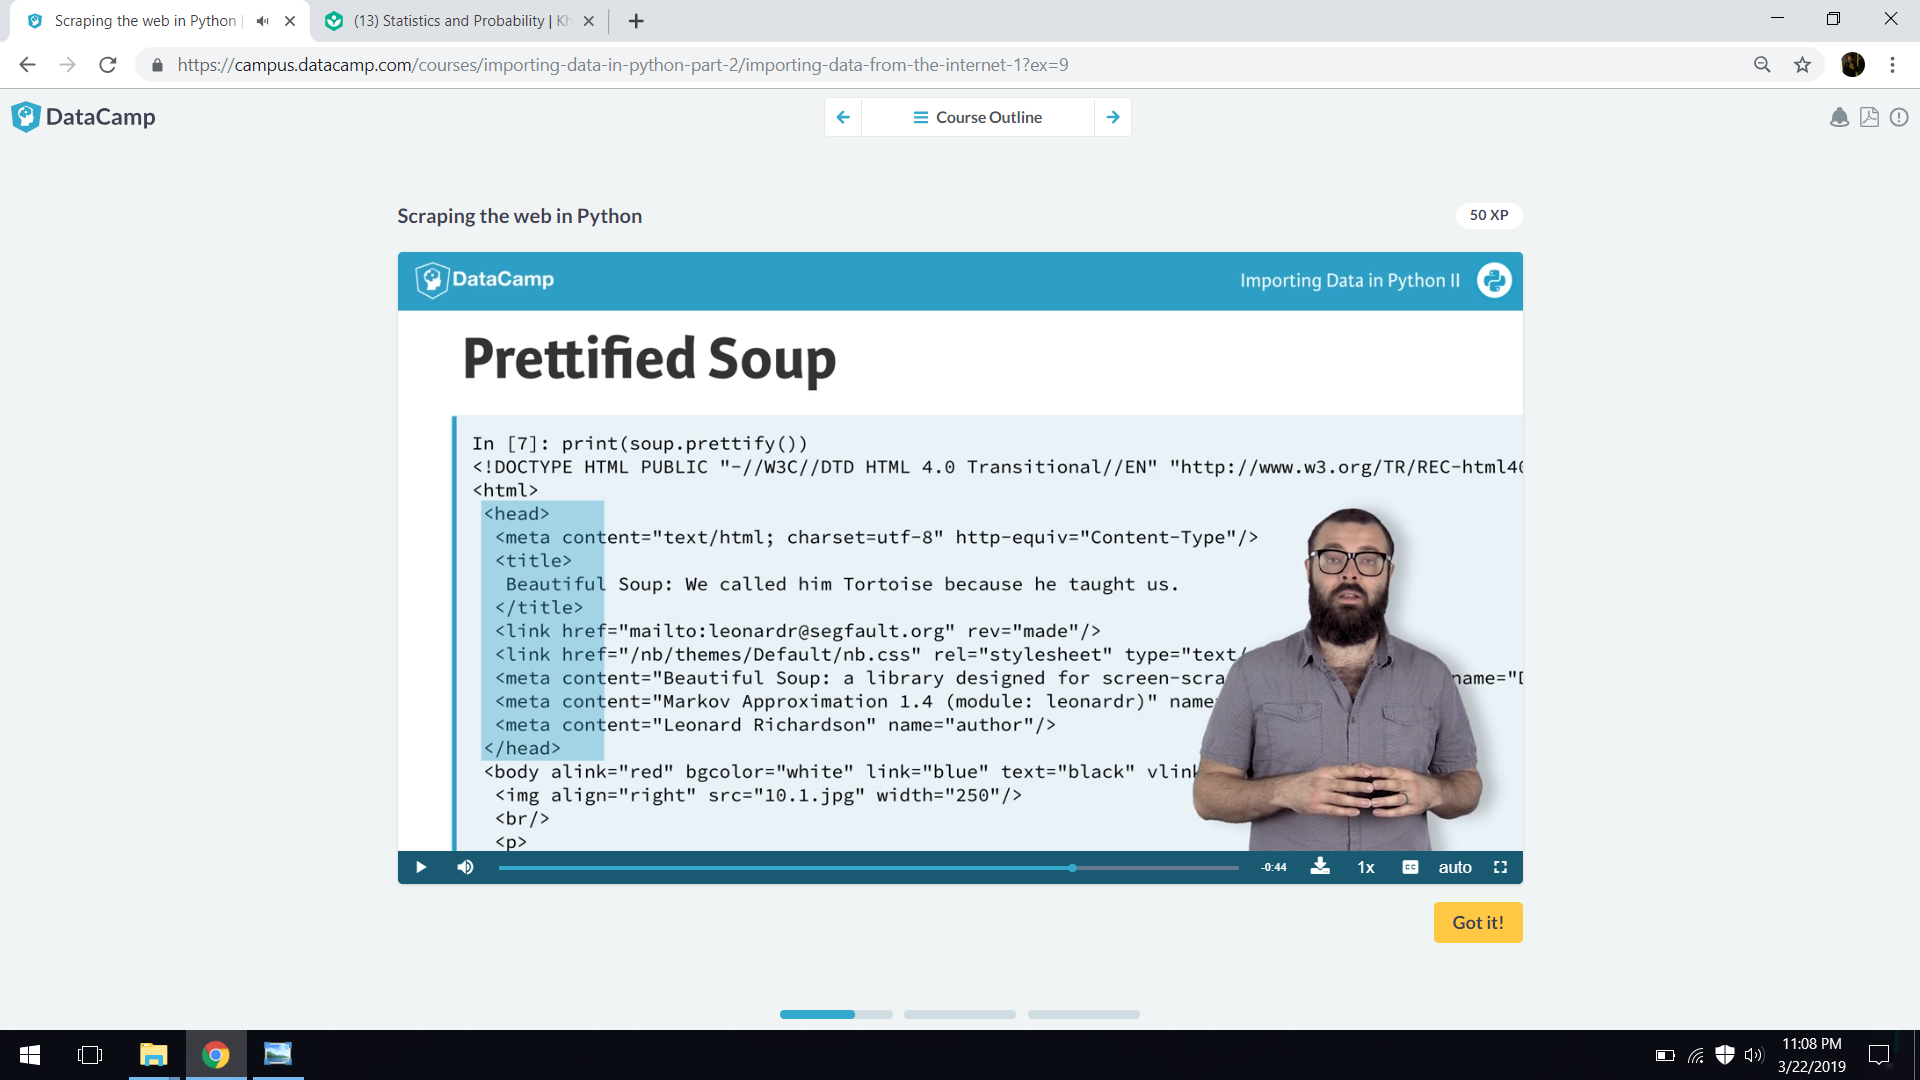 Scraping the web in Python
(13) Statistics and Probability | Kh
https://campus.datacamp.com/courses/importing-data-in-python-part-2/importing-data-from-the-internet-1?ex=9
DataCamp
Course Outline
Scraping the web in Python
50 XP
DataCamp
Importing Data in Python II
Prettified Soup
In [7]: print(soup.prettify())
<!DOCTYPE HTML PUBLIC "-//W3C//DTD HTML 4.0 Transitional//EN" "http://www.w3.org/TR/REC-html40
<html>
<head>
<meta content="text/html; charset=utf-8" http-equiv="Content-Type"/>
<title>
Beautiful Soup: We called him Tortoise because he taught us.
</title>
<link href="mailto:leonardr@segfault.org" rev="made"/>
<link href="/nb/themes/Default/nb.css" rel="stylesheet" type="text/
<meta content="Beautiful Soup: a library designed for screen-scra name="D
<meta content="Markov Approximation 1.4 (module: leonardr)" name
<meta content="Leonard Richardson" name="author"/>
</head>
<body alink="red" bgcolor="white" link="blue" text="black" vlink
<img align="right" src="10.1.jpg" width="250"/>
<br/>
<p>
-0:44
1x
CC
auto
Got it!
11:08 PM
3/22/2019